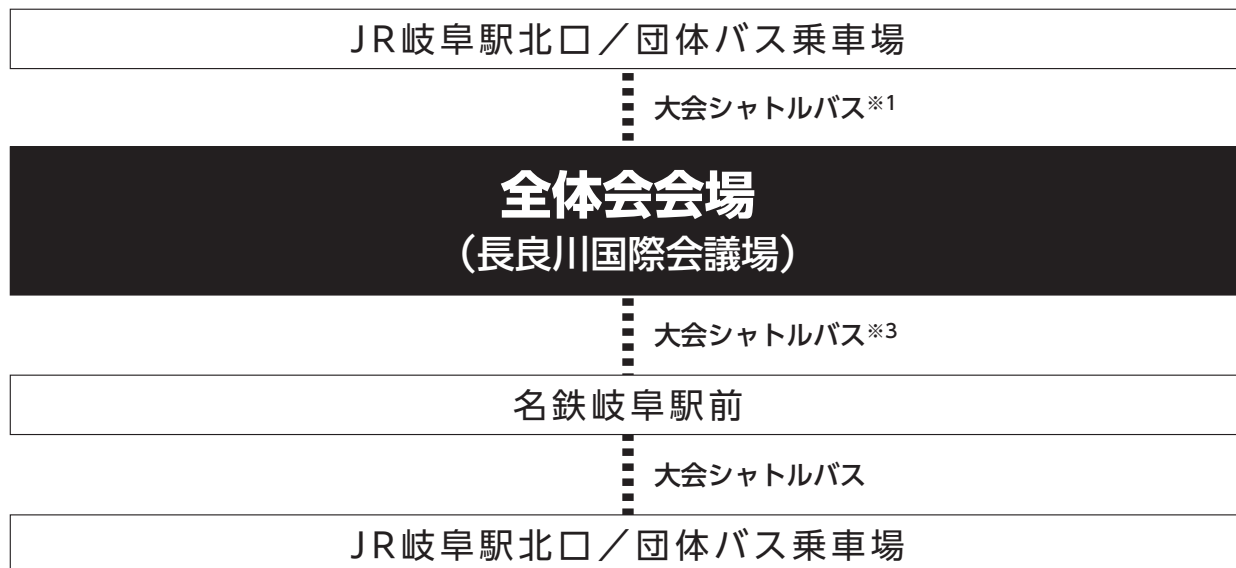 JR岐阜駅北口／団体バス乗車場
大会シャトルバス※1
全体会会場
（長良川国際会議場）
大会シャトルバス※3
名鉄岐阜駅前
大会シャトルバス
JR岐阜駅北口／団体バス乗車場